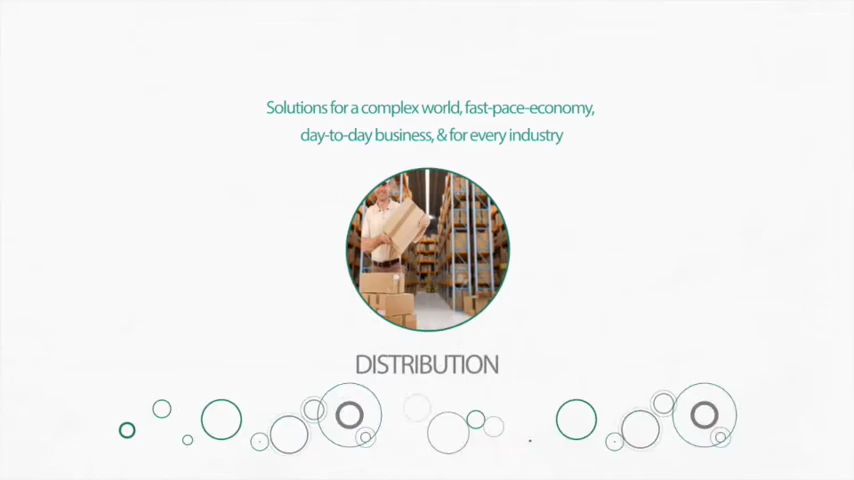 Solutions for a complex world, fast-pace-economy,
day-to-day business, & for every industry
DISTRIBUTION